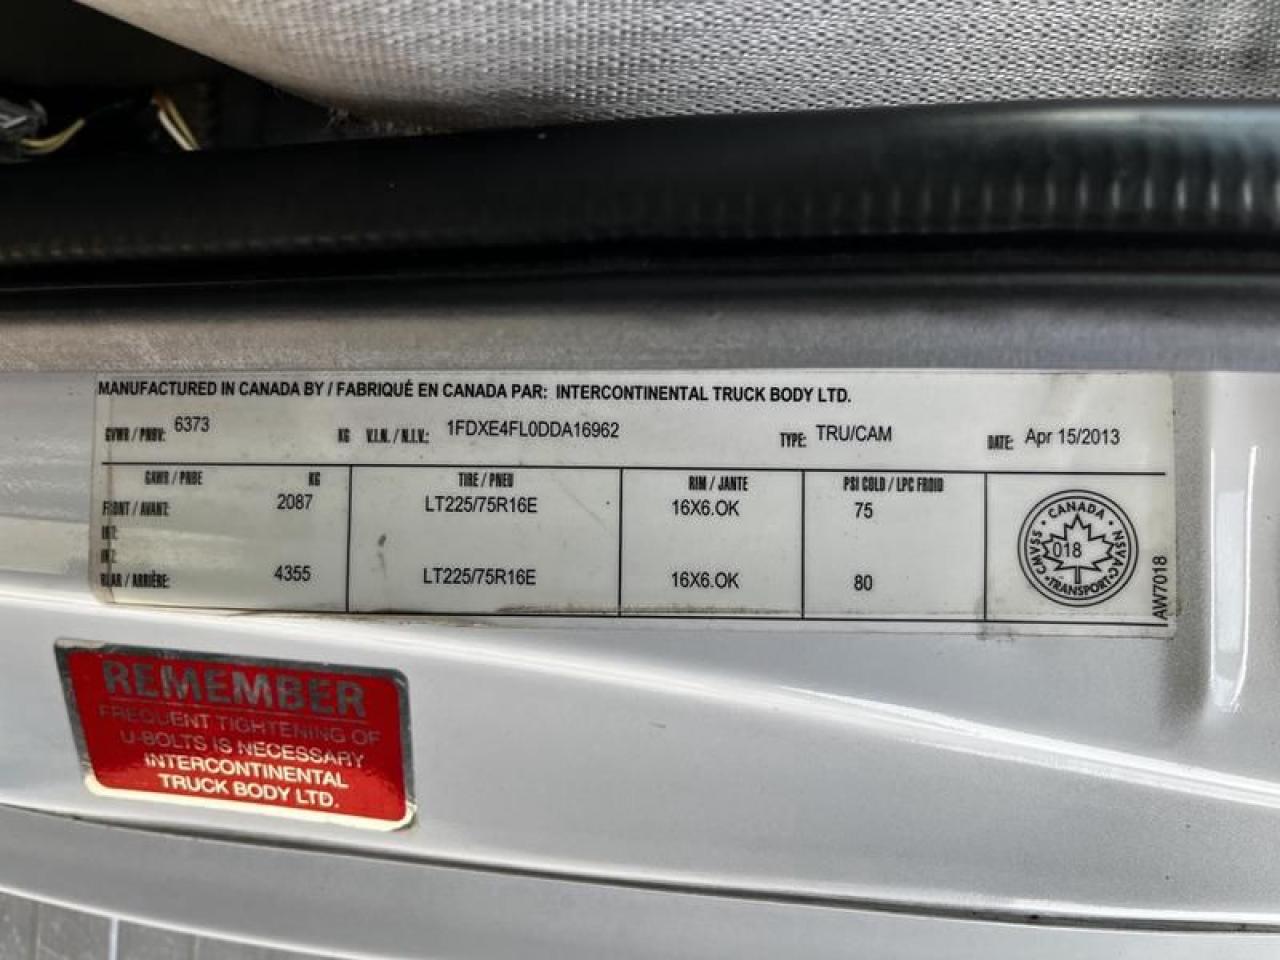 MANUFACTURED IN CANADA BY / FABRIQUÉ EN CANADA PAR: INTERCONTINENTAL TRUCK BODY LTD.
GVWR / PNBV: 6373 KG V.I.N. / N.I.V.: 1FDXE4FL0DDA16962 TYPE: TRU/CAM DATE: Apr 15/2013
GAWR / PNBE KG TIRE / PNEU RIM / JANTE PSI COLD / LPC FROID
FRONT / AVANT: 2087 LT225/75R16E 16X6.OK 75
INT:
INT:
REAR / ARRIÈRE: 4355 LT225/75R16E 16X6.OK 80
CANADA
018
TRANSPORT
CMVSS
NSVAC
AW7018
REMEMBER
FREQUENT TIGHTENING OF
U-BOLTS IS NECESSARY
INTERCONTINENTAL
TRUCK BODY LTD.